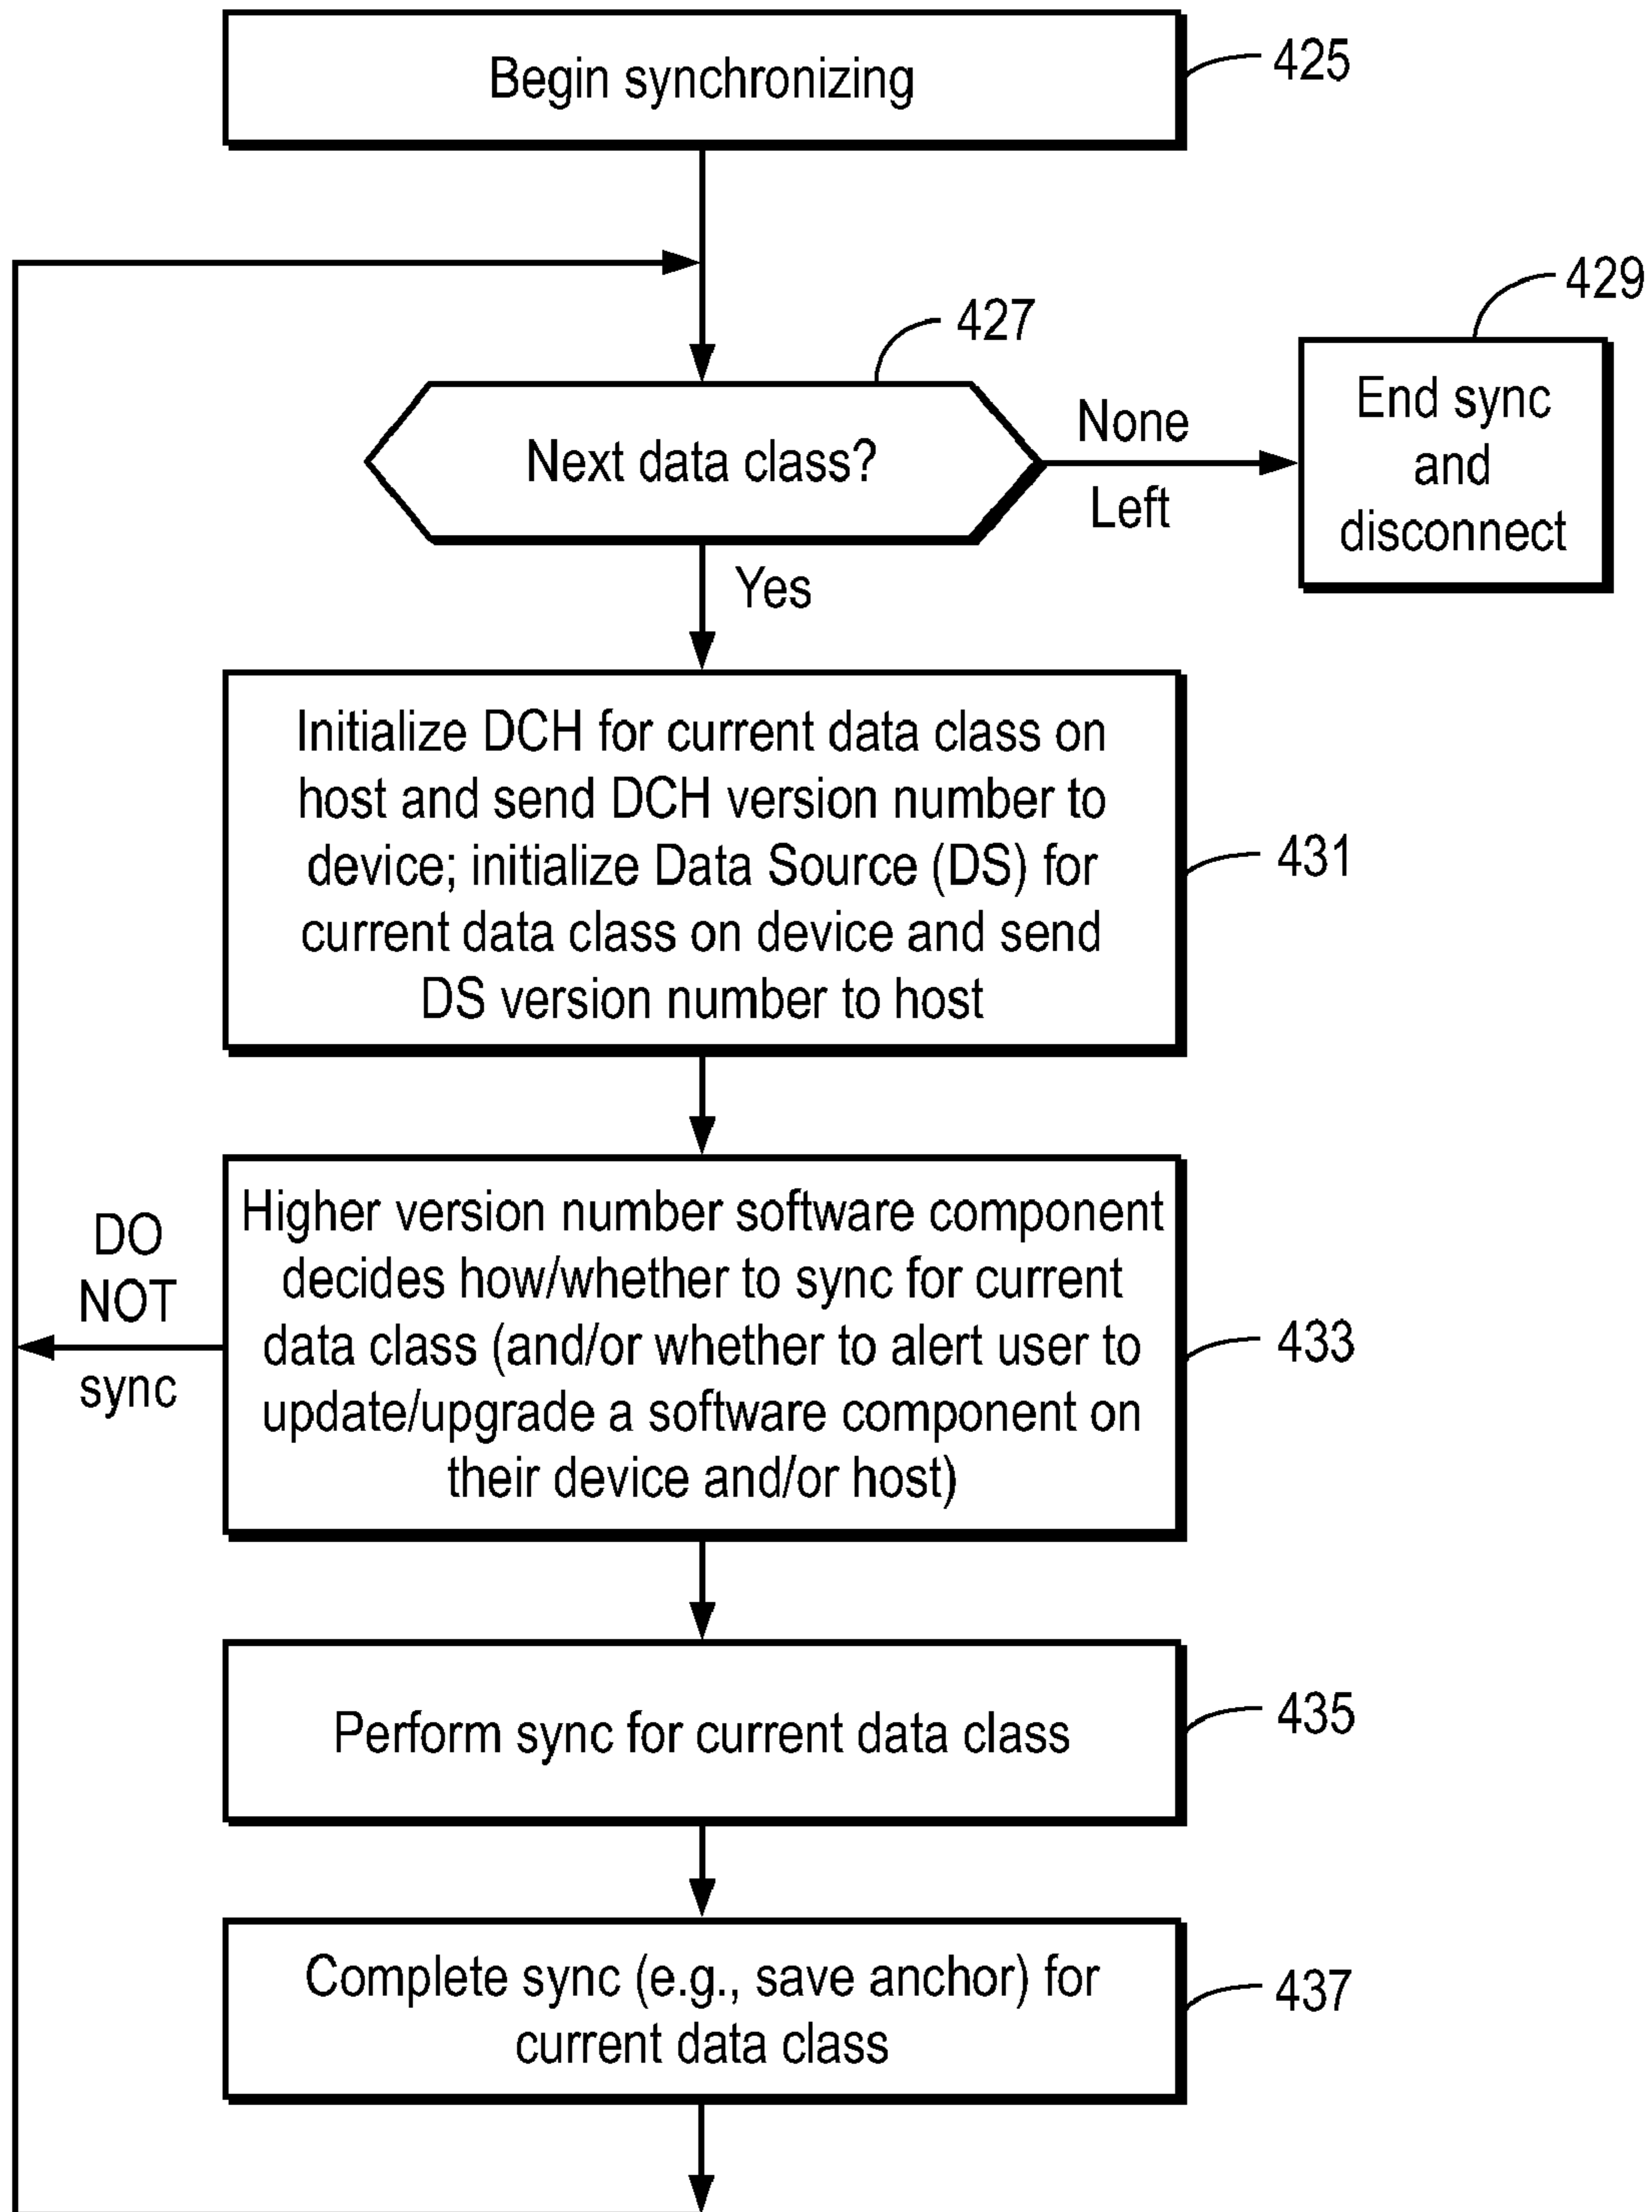 Begin synchronizing
425
429
427
Next data class?
None
Left
End sync
and
disconnect
Yes
Initialize DCH for current data class on
host and send DCH version number to
device; initialize Data Source (DS) for
current data class on device and send
DS version number to host
431
DO
NOT
sync
Higher version number software component
decides how/whether to sync for current
data class (and/or whether to alert user to
update/upgrade a software component on
their device and/or host)
433
Perform sync for current data class
435
Complete sync (e.g., save anchor) for
current data class
437